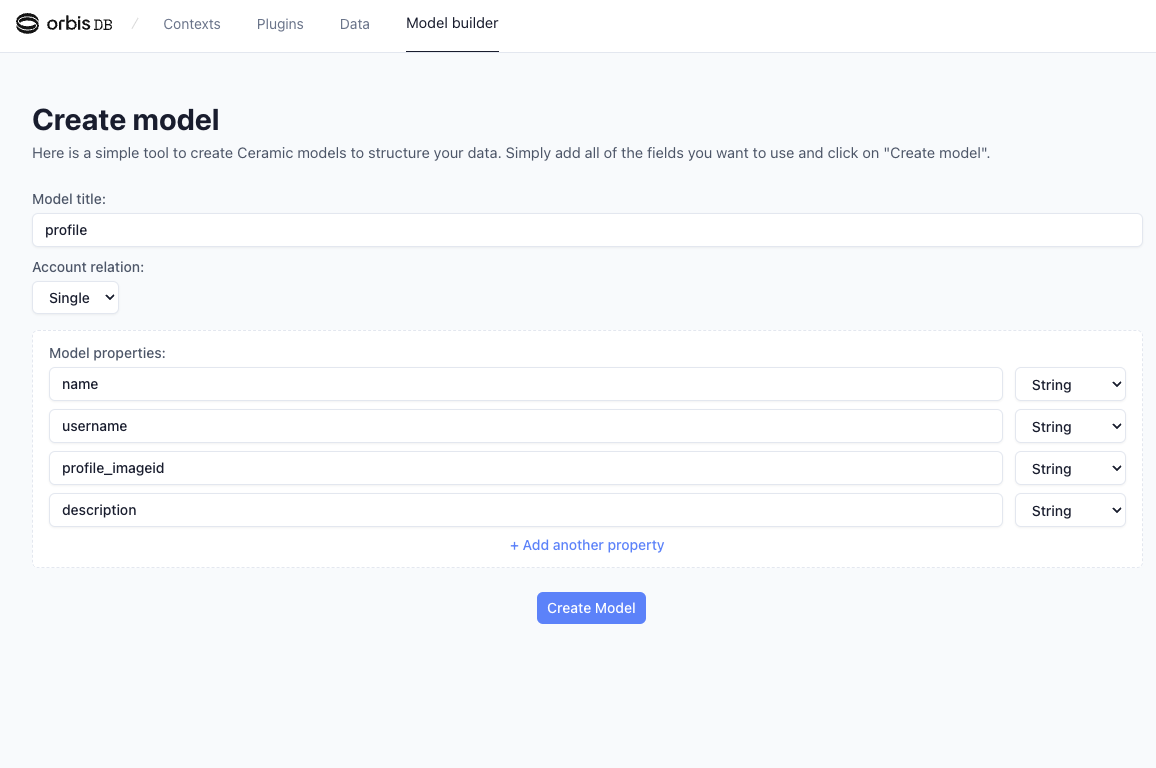 orbis DB / Contexts Plugins Data Model builder
Create model
Here is a simple tool to create Ceramic models to structure your data. Simply add all of the fields you want to use and click on "Create model".
Model title:
profile
Account relation:
Single
Model properties:
name String
username String
profile_imageid String
description String
+ Add another property
Create Model